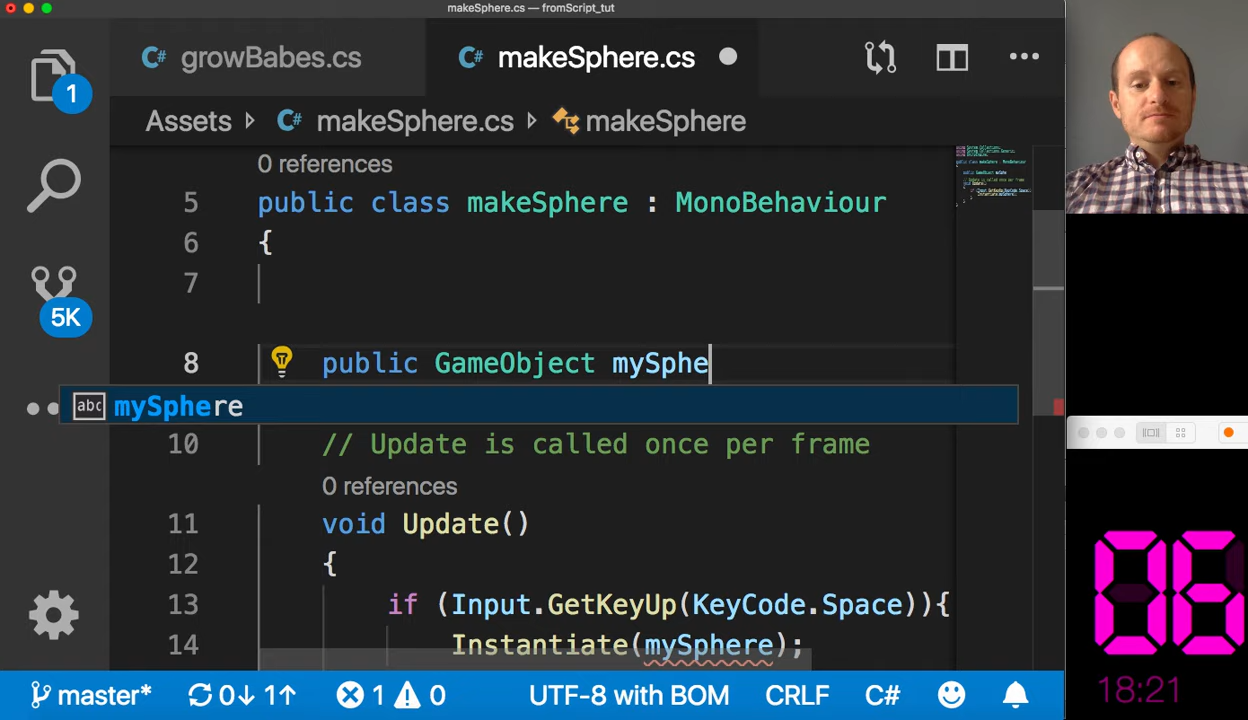 makeSphere.cs — fromScript_tut
growBabes.cs
makeSphere.cs
Assets
makeSphere.cs
makeSphere
1
5K
0 references
5 public class makeSphere : MonoBehaviour
6 {
7
8 public GameObject mySphe
abc mySphere
10 // Update is called once per frame
0 references
11 void Update()
12 {
13 if (Input.GetKeyUp(KeyCode.Space)){
14 Instantiate(mySphere);
master* 0↓ 1↑ 1 0 UTF-8 with BOM CRLF C#
06
18:21